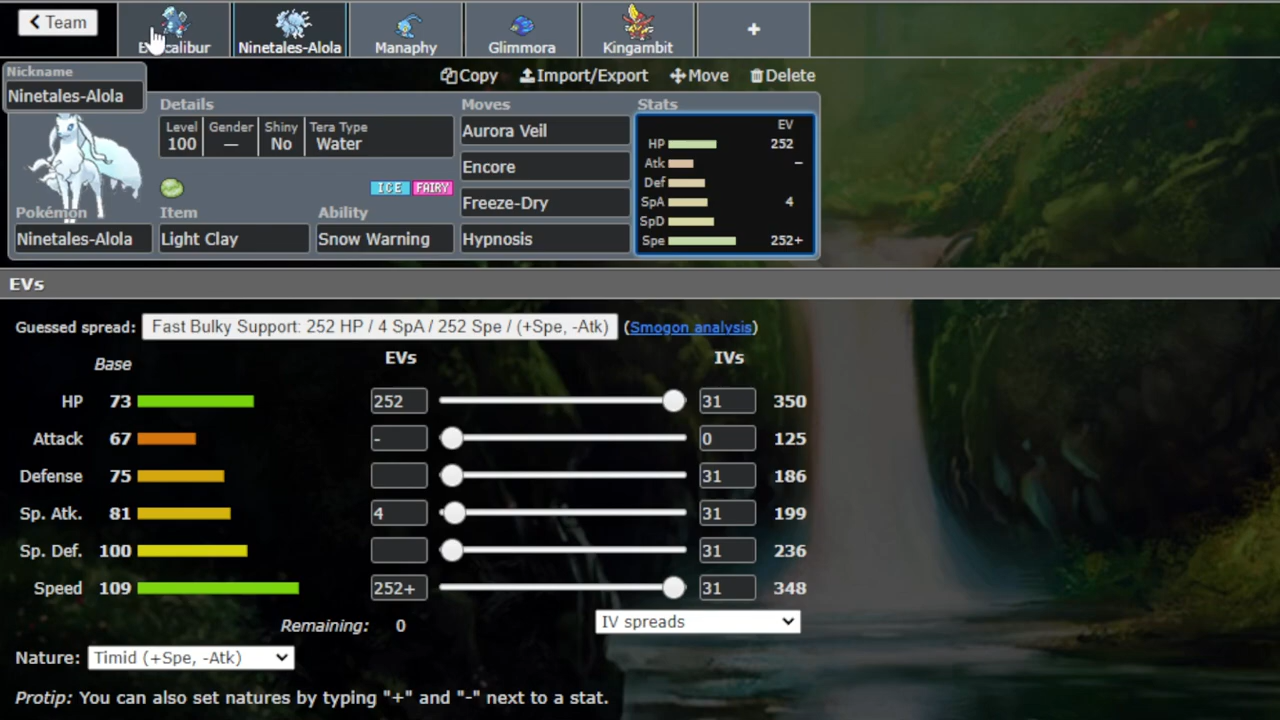 Team
Ninetales-Alola
Manaphy
Glimmora
Kingambit
+
Nickname
Ninetales-Alola
Copy
Import/Export
Move
Delete
Details
Moves
Stats
Level
100
Gender
—
Shiny
No
Tera Type
Water
Aurora Veil
Encore
Freeze-Dry
Hypnosis
EV
HP 252
Atk –
Def
SpA 4
SpD
Spe 252+
ICE FAIRY
Pokémon
Ninetales-Alola
Item
Light Clay
Ability
Snow Warning
EVs
Guessed spread: Fast Bulky Support: 252 HP / 4 SpA / 252 Spe / (+Spe, -Atk) (Smogon analysis)
Base EVs IVs
HP 73 252 31 350
Attack 67 - 0 125
Defense 75 31 186
Sp. Atk. 81 4 31 199
Sp. Def. 100 31 236
Speed 109 252+ 31 348
Remaining: 0
IV spreads
Nature: Timid (+Spe, -Atk)
Protip: You can also set natures by typing "+" and "-" next to a stat.